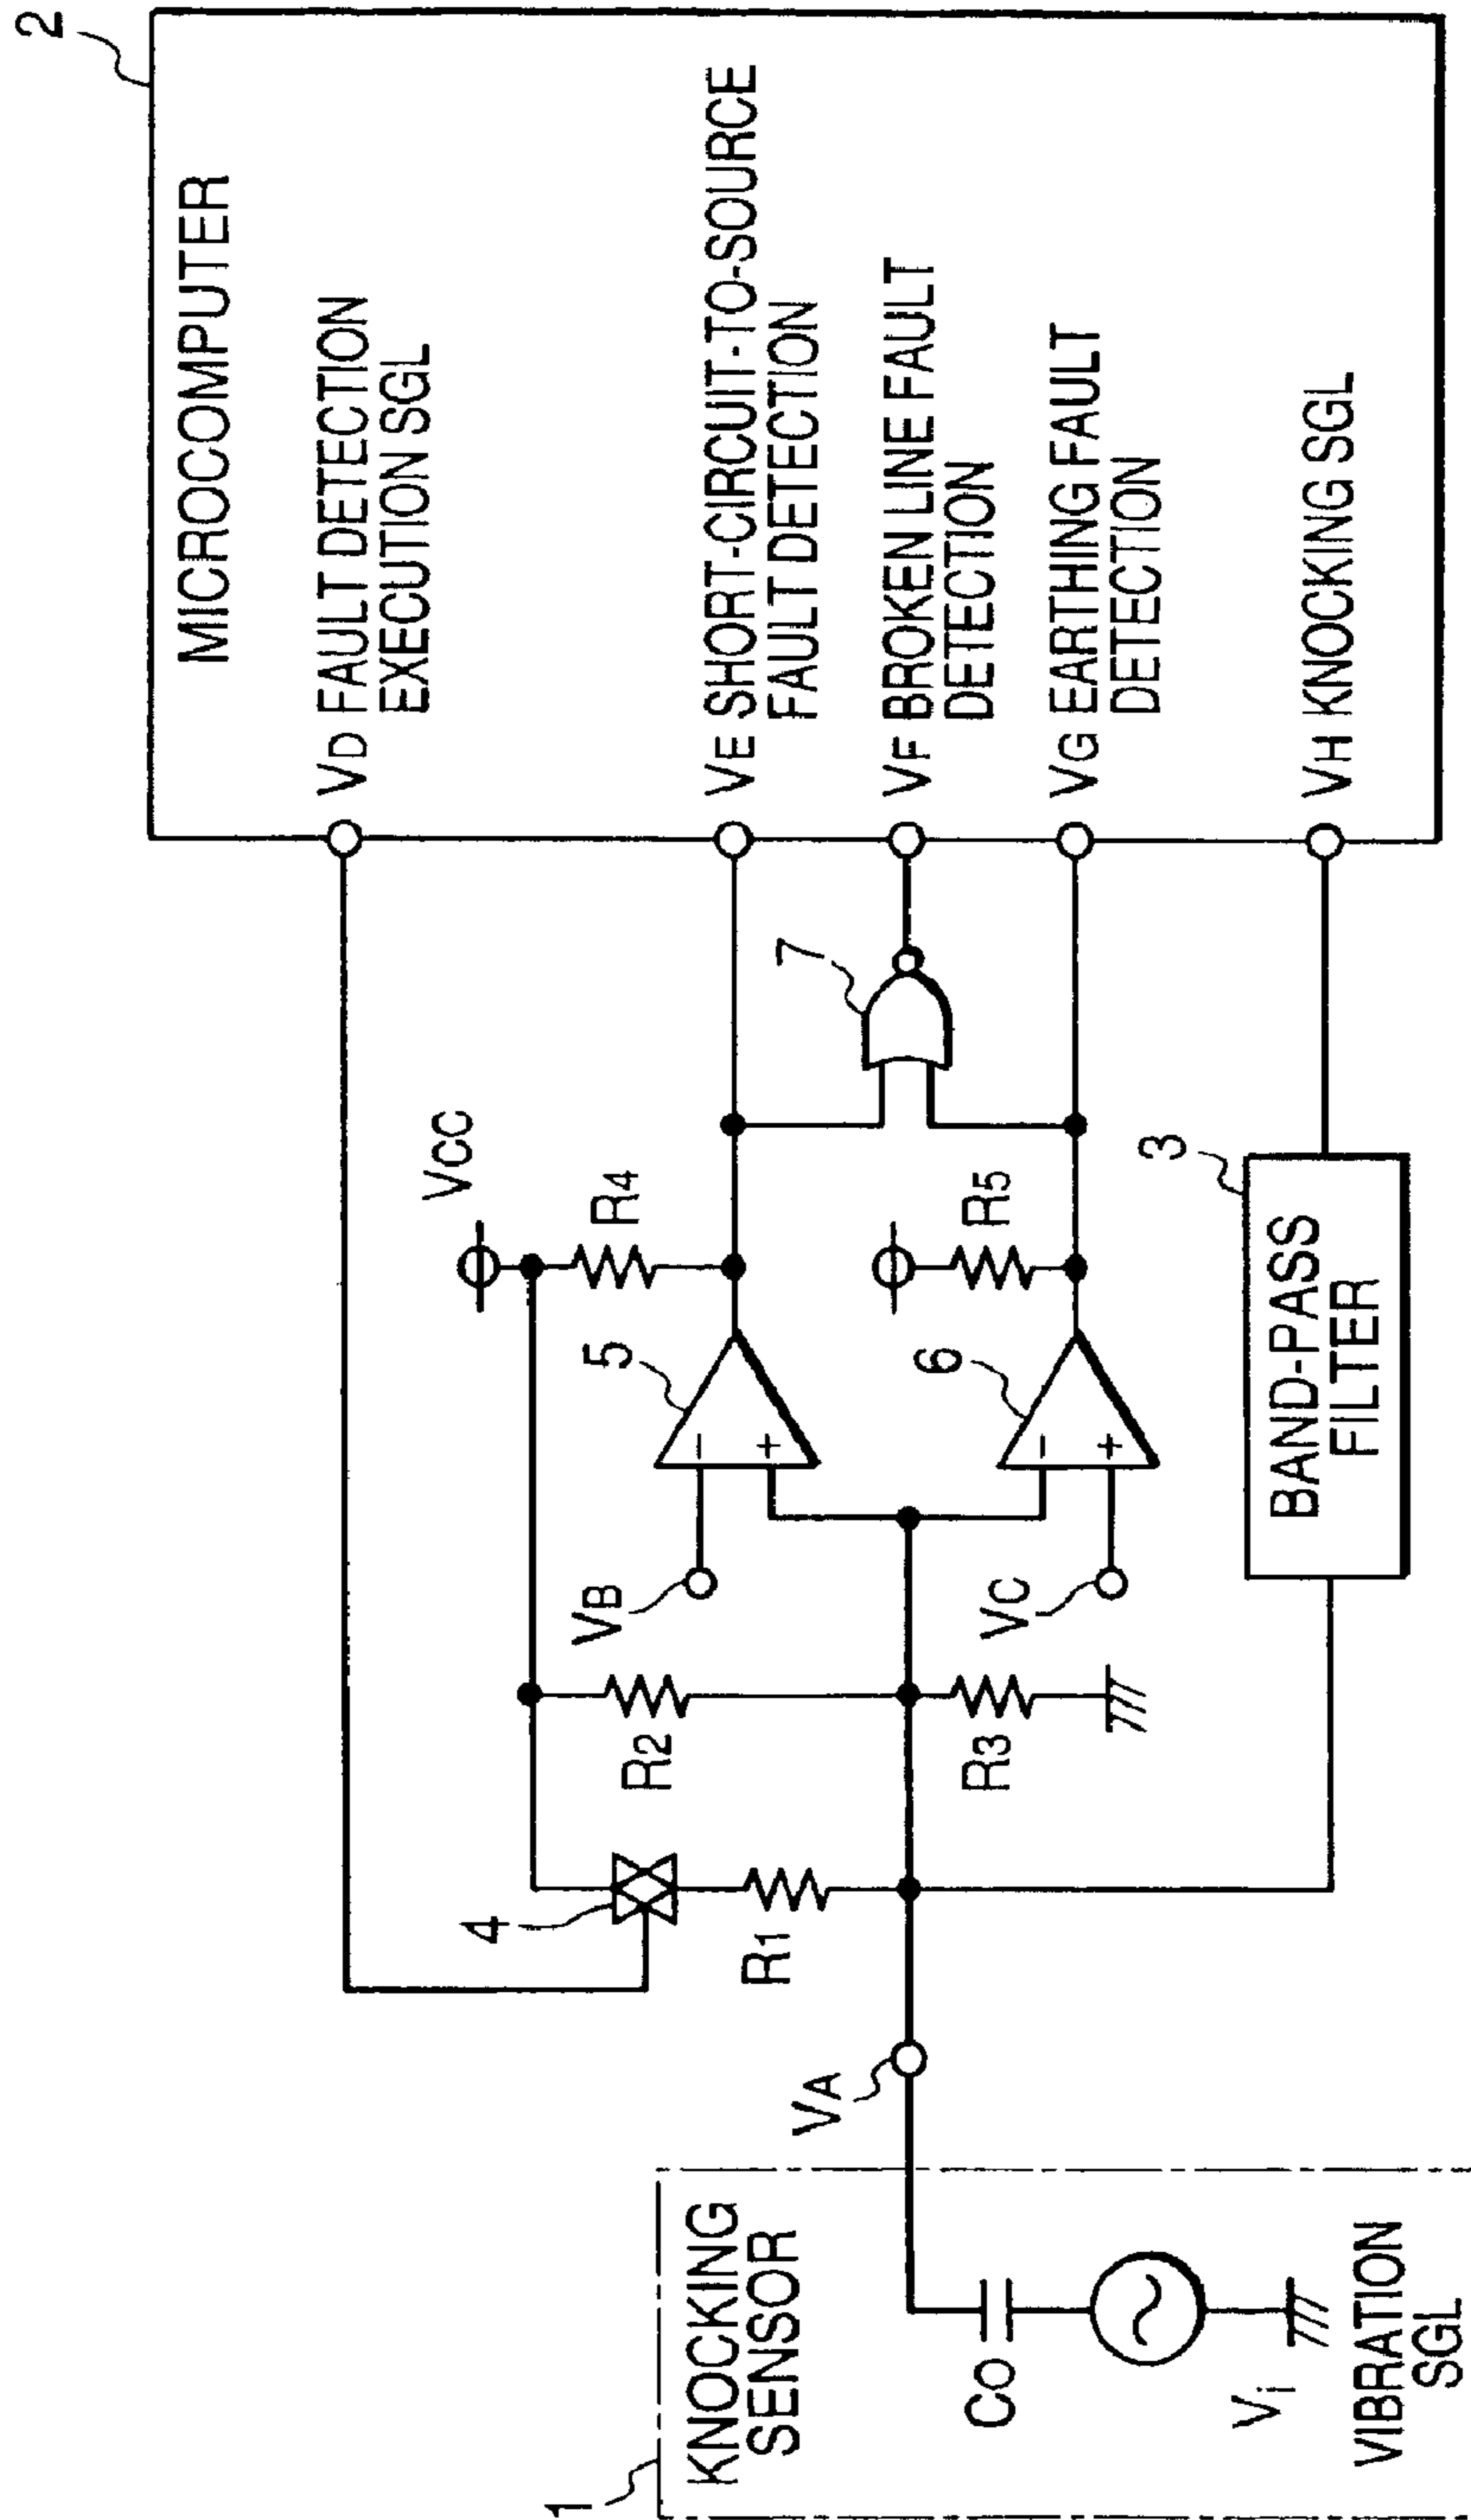 2
MICROCOMPUTER
VD FAULT DETECTION
EXECUTION SGL
VE SHORT-CIRCUIT-TO-SOURCE
FAULT DETECTION
VF BROKEN LINE FAULT
DETECTION
VG EARTHING FAULT
DETECTION
VH KNOCKING SGL
VCC
R4
R5
7
5
6
-
+
-
+
VB
VC
R2
R3
4
R1
3
BAND-PASS
FILTER
VA
1
KNOCKING
SENSOR
CO
Vi
VIBRATION
SGL